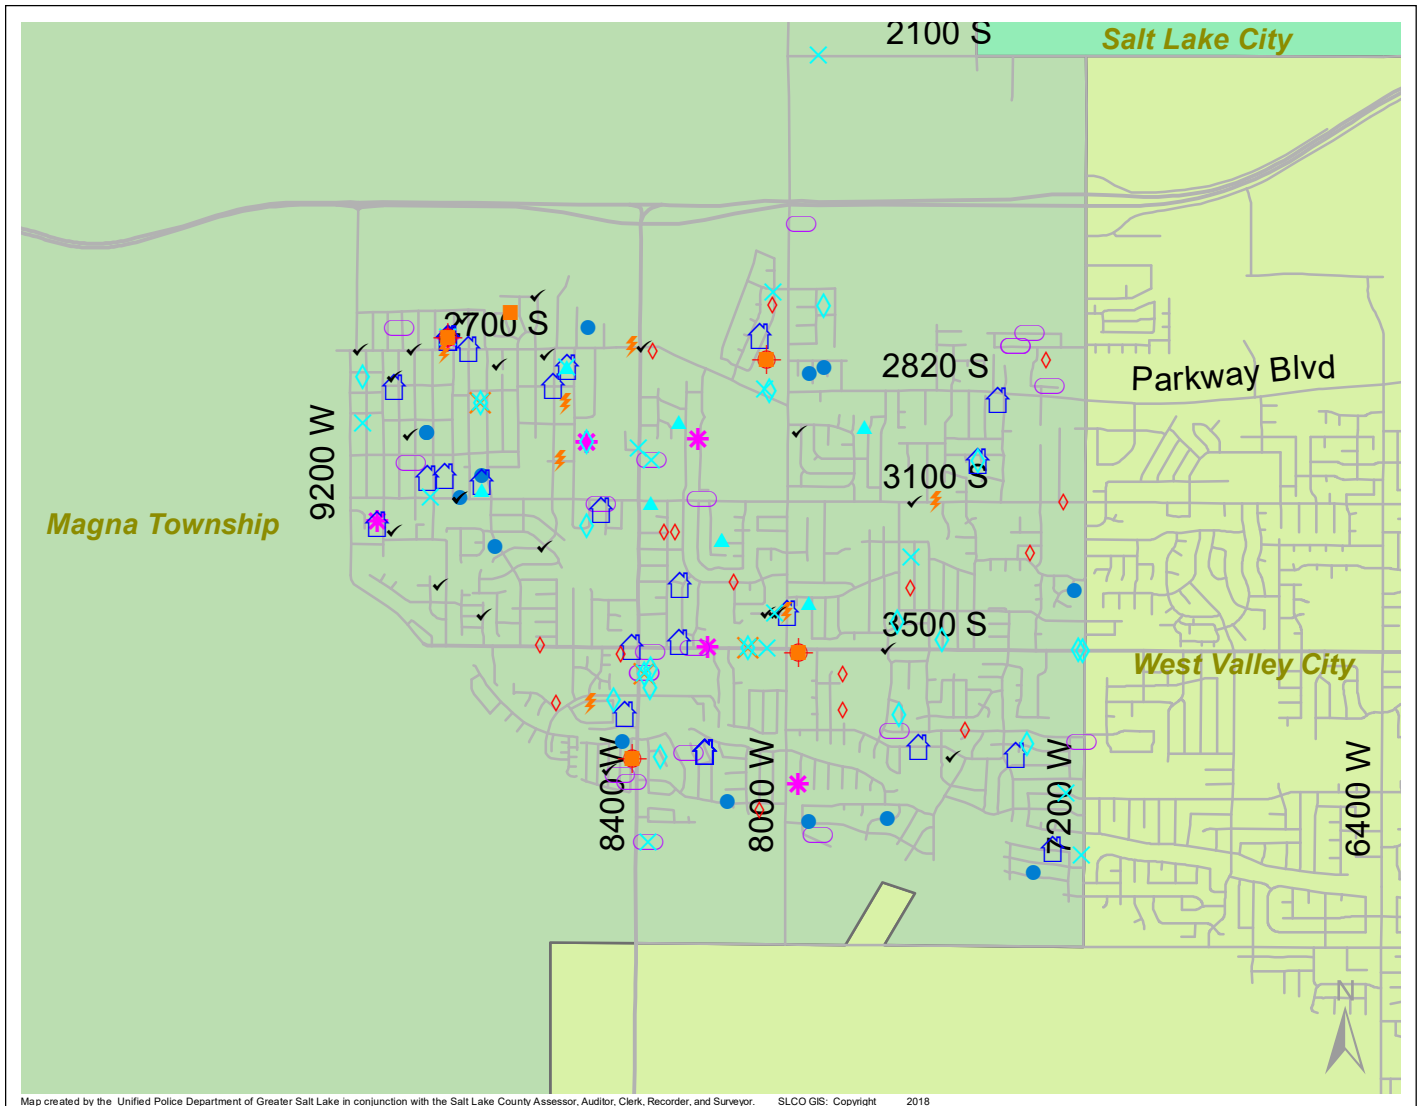 2100 S
Salt Lake City
2700 S
2820 S
Parkway Blvd
9200 W
3100 S
Magna Township
3500 S
West Valley City
8400 W
8000 W
7200 W
6400 W
N
Map created by the Unified Police Department of Greater Salt Lake in conjunction with the Salt Lake County Assessor, Auditor, Clerk, Recorder, and Surveyor. SLCO GIS: Copyright 2018